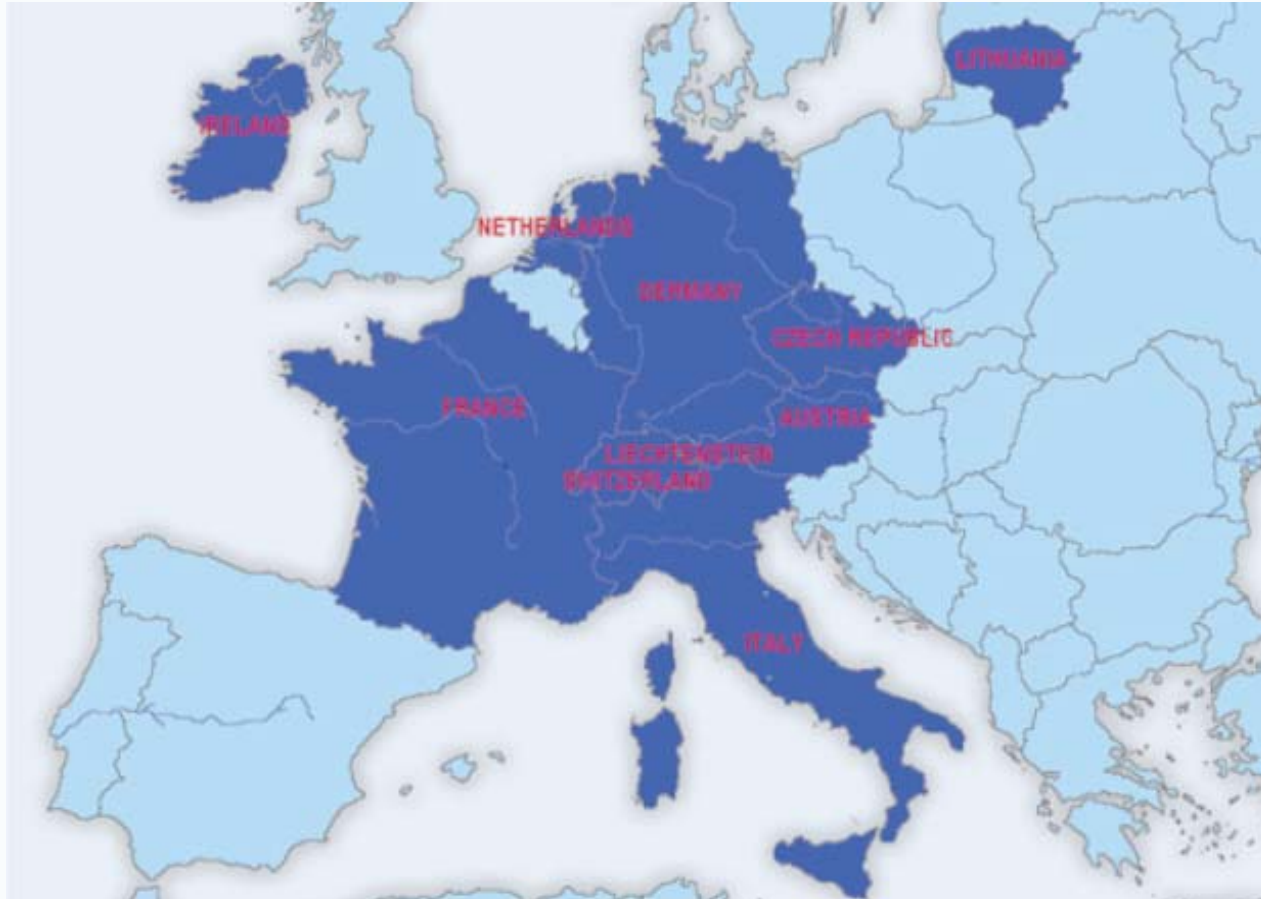 LITHUANIA
IRELAND
NETHERLANDS
GERMANY
CZECH REPUBLIC
FRANCE
AUSTRIA
LIECHTENSTEIN
SWITZERLAND
ITALY